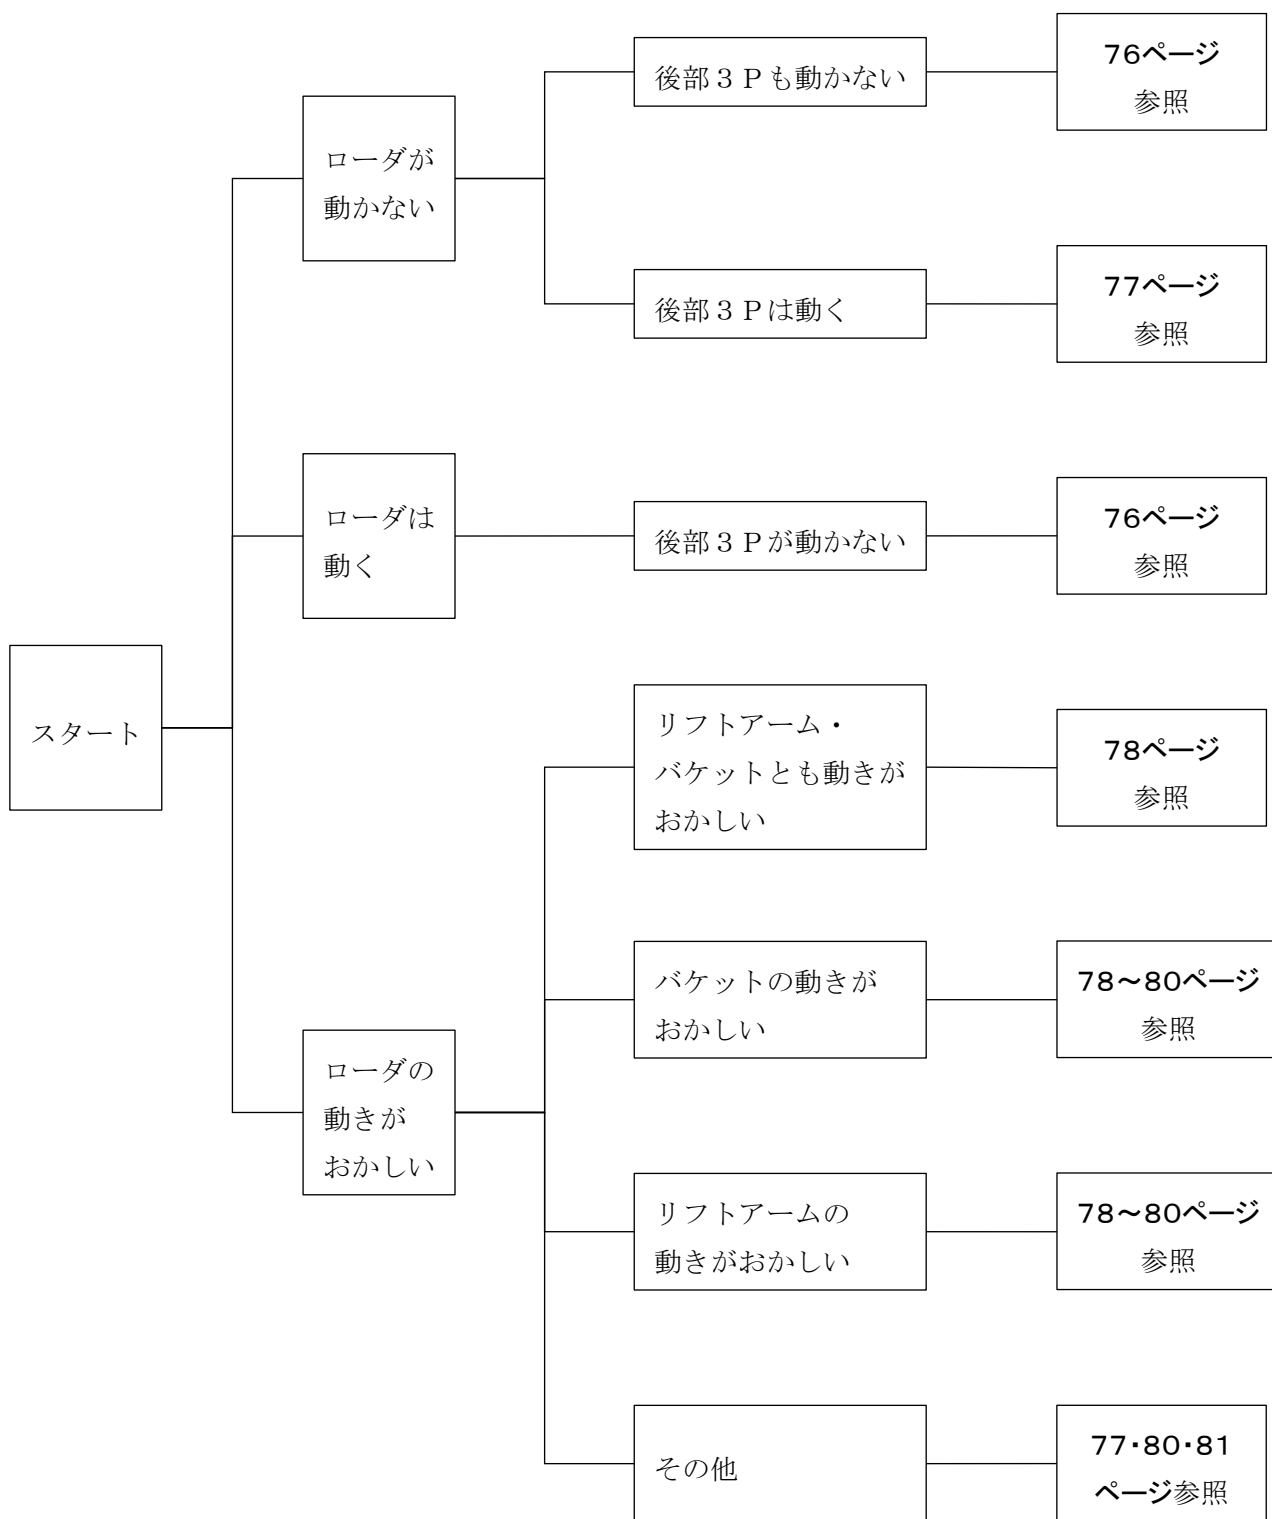 後部３Ｐも動かない
76ページ
参照
ローダが
動かない
後部３Ｐは動く
77ページ
参照
ローダは
動く
後部３Ｐが動かない
76ページ
参照
スタート
リフトアーム・
バケットとも動きが
おかしい
78ページ
参照
バケットの動きが
おかしい
78～80ページ
参照
ローダの
動きが
おかしい
リフトアームの
動きがおかしい
78～80ページ
参照
その他
77・80・81
ページ参照